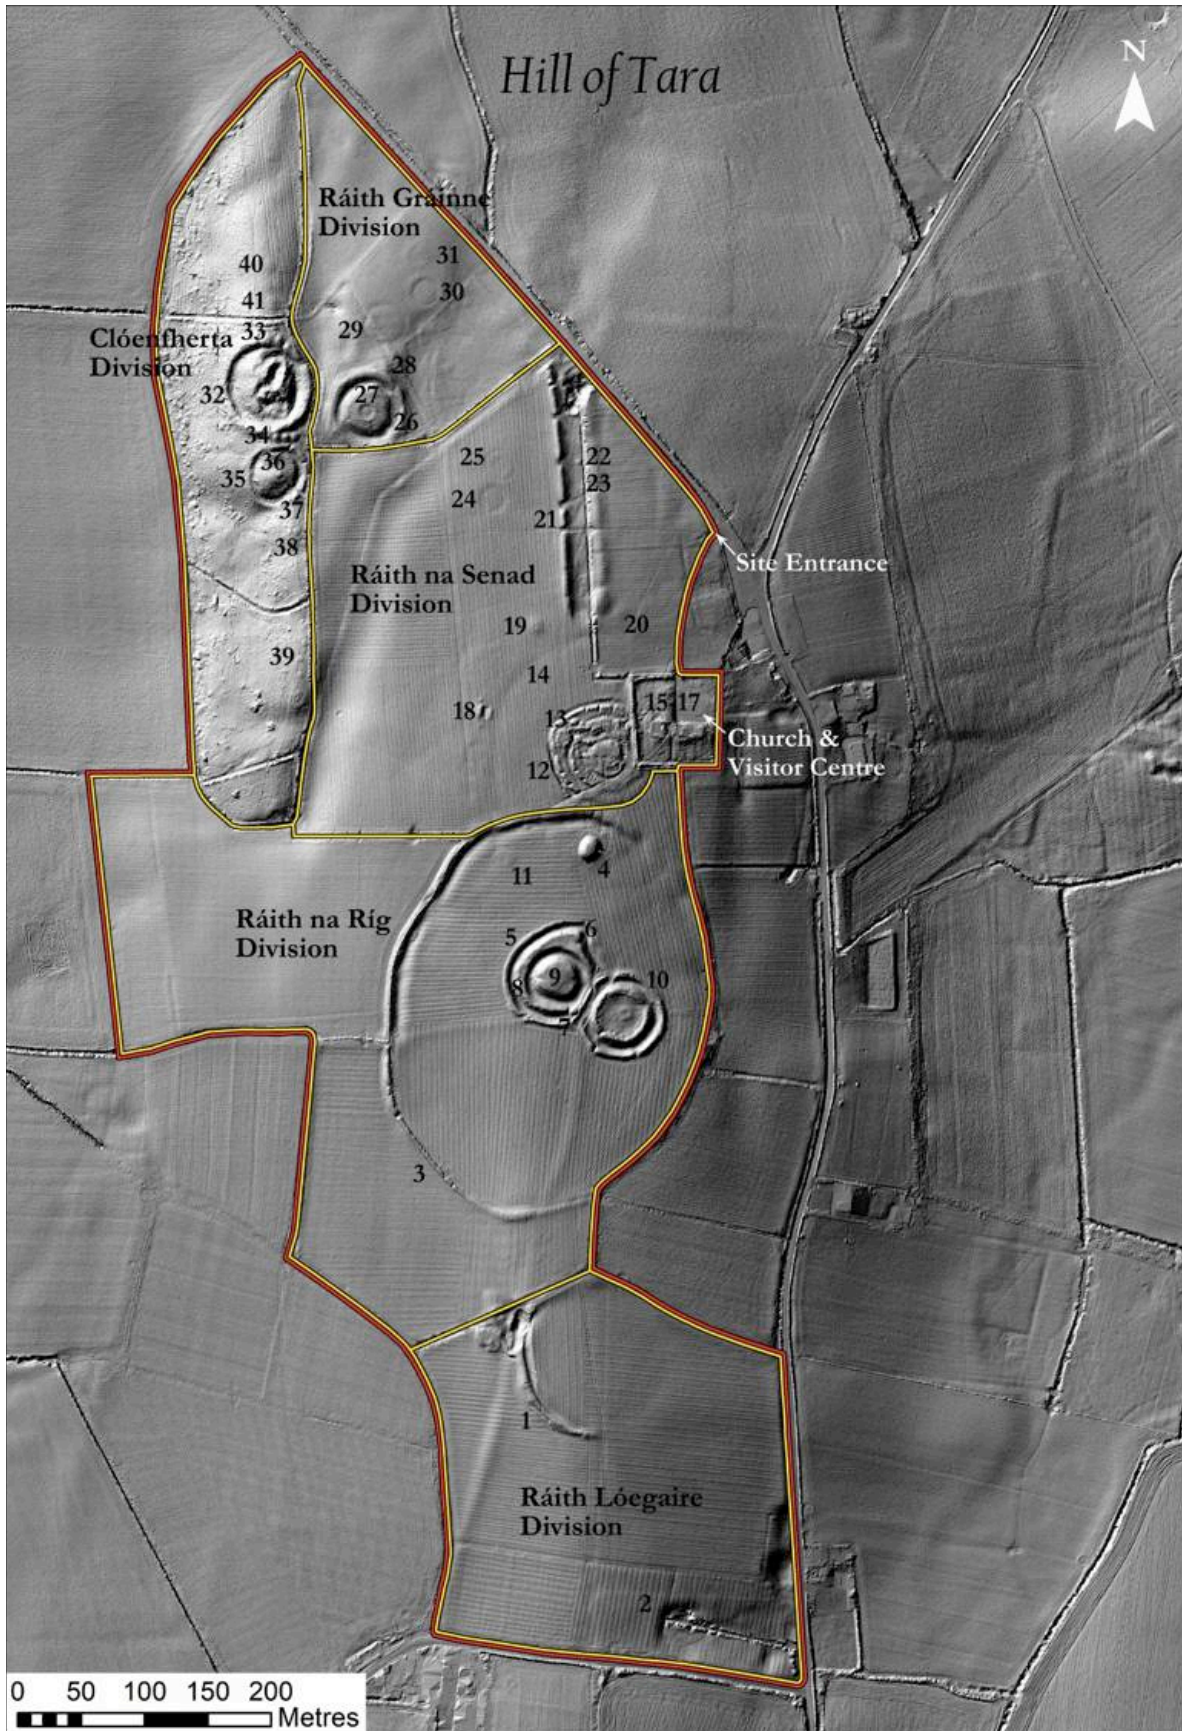 Hill of Tara
N
Ráith Gráinne
Division
31
40
30
41
29
33
Clóenfherta
Division
28
32
27
26
34
25
22
36
35
23
24
37
21
38
Site Entrance
Ráith na Senad
Division
19
20
39
14
15
17
18
13
Church &
Visitor Centre
12
4
11
Ráith na Ríg
Division
6
5
9
10
8
7
3
1
Ráith Lóegaire
Division
2
0 50 100 150 200
Metres